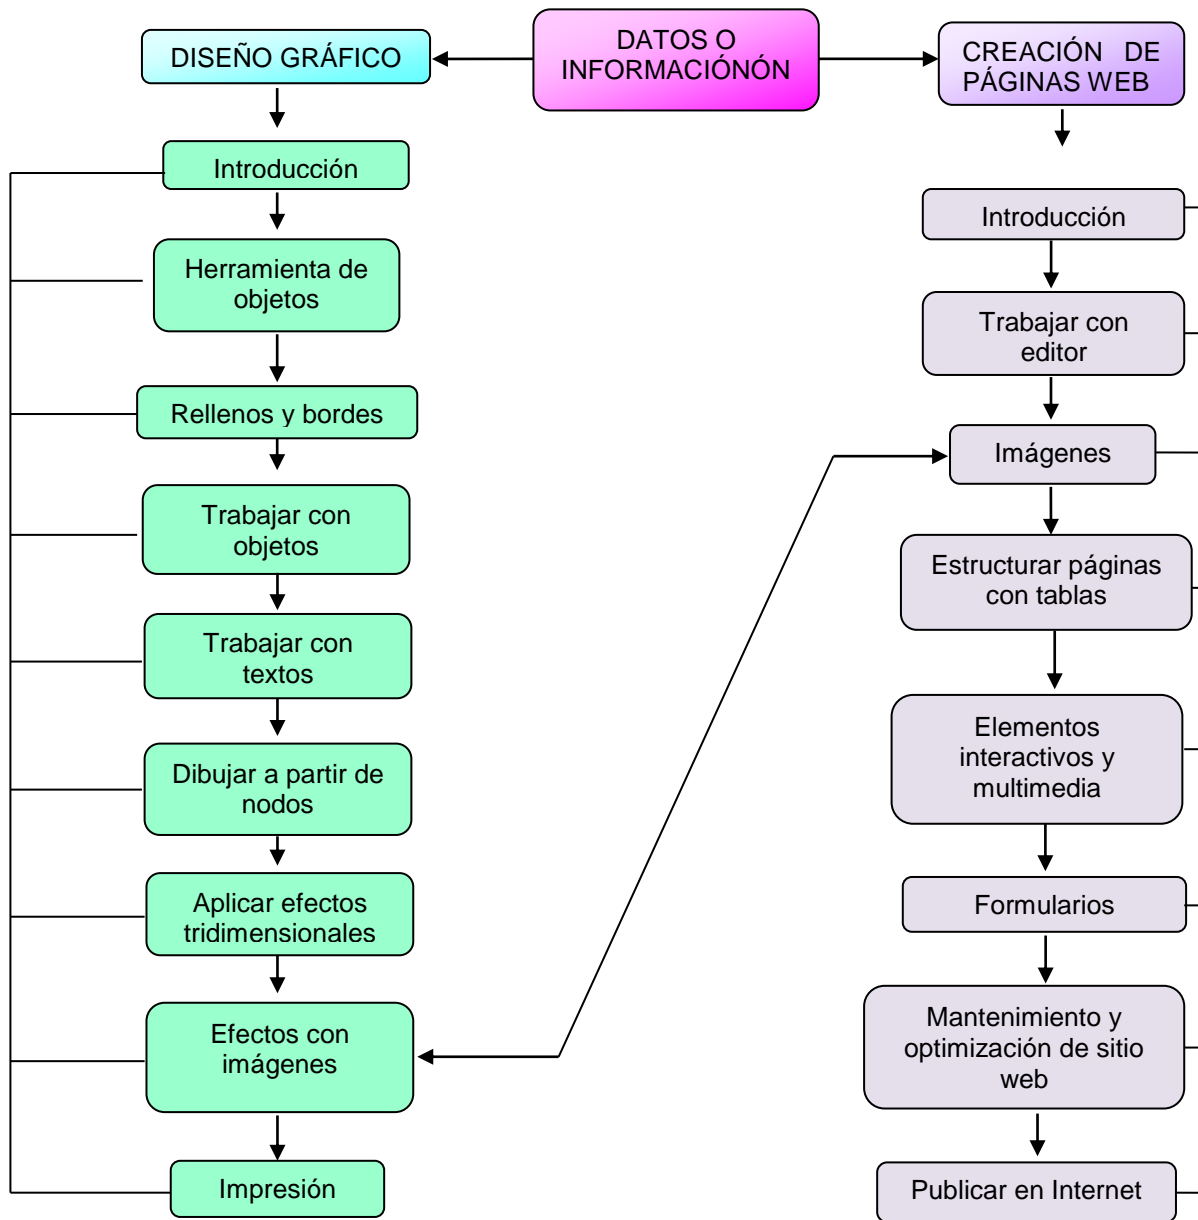 DISEÑO GRÁFICO
DATOS O
INFORMACIÓNÓN
CREACIÓN DE
PÁGINAS WEB
Introducción
Herramienta de
objetos
Rellenos y bordes
Trabajar con
objetos
Trabajar con
textos
Dibujar a partir de
nodos
Aplicar efectos
tridimensionales
Efectos con
imágenes
Impresión
Introducción
Trabajar con
editor
Imágenes
Estructurar páginas
con tablas
Elementos
interactivos y
multimedia
Formularios
Mantenimiento y
optimización de sitio
web
Publicar en Internet